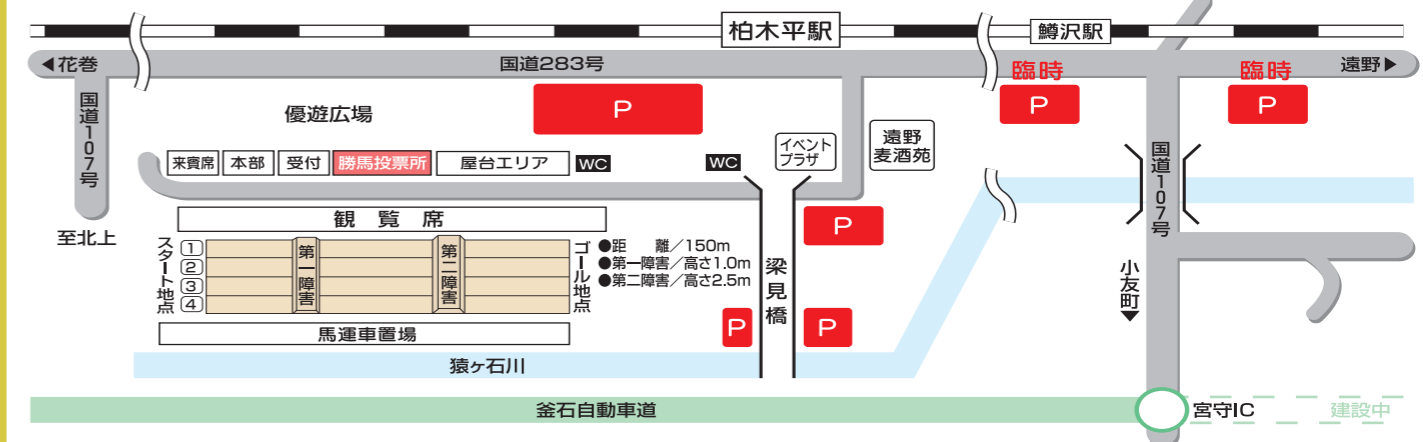 柏木平駅
鱒沢駅
◀花巻
国道283号
遠野▶
臨時
臨時
P
P
P
国道107号
優遊広場
イベント
プラザ
遠野
麦酒苑
来賓席
本部
受付
勝馬投票所
屋台エリア
WC
WC
国道107号
観覧席
P
至北上
スタート地点
①
②
③
④
第一障害
第二障害
ゴール地点
●距　離／150m
●第一障害／高さ1.0m
●第二障害／高さ2.5m
梁見橋
小友町▼
P
P
馬運車置場
猿ヶ石川
釜石自動車道
宮守IC
建設中